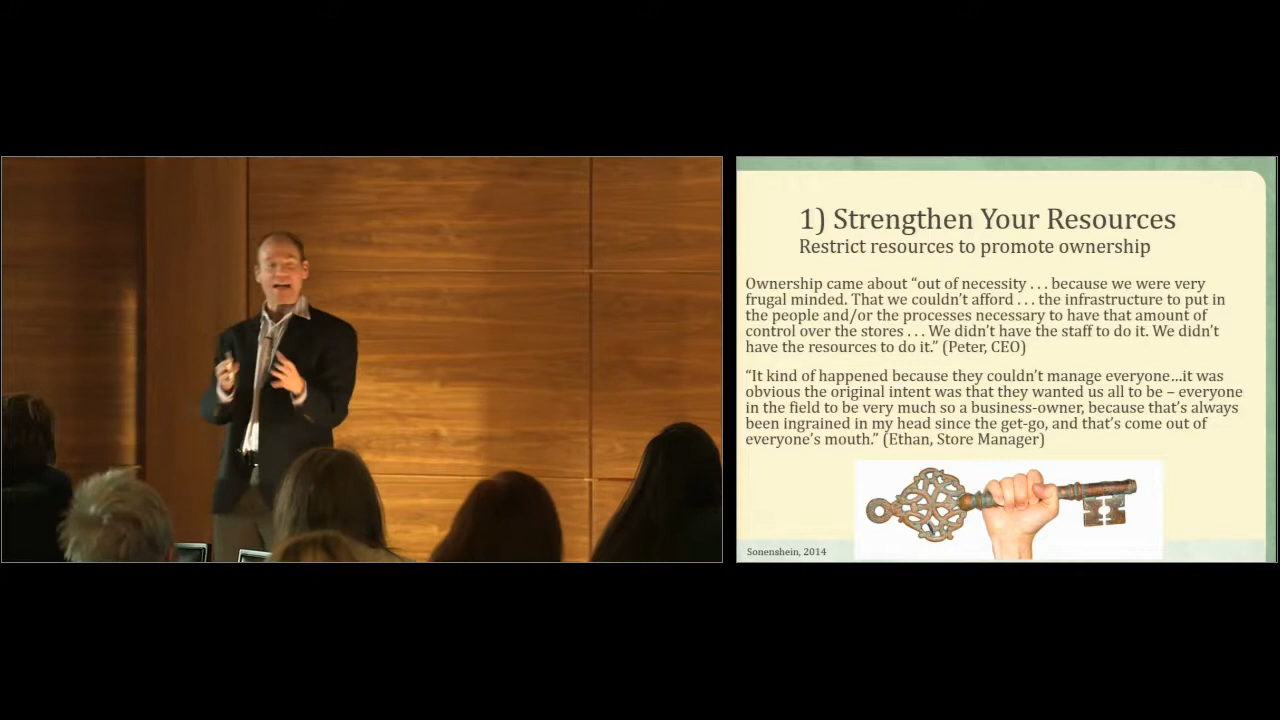 1) Strengthen Your Resources
Restrict resources to promote ownership
Ownership came about “out of necessity . . . because we were very
frugal minded. That we couldn’t afford . . . the infrastructure to put in
the people and/or the processes necessary to have that amount of
control over the stores . . . We didn’t have the staff to do it. We didn’t
have the resources to do it.” (Peter, CEO)
“It kind of happened because they couldn’t manage everyone…it was
obvious the original intent was that they wanted us all to be – everyone
in the field to be very much so a business-owner, because that’s always
been ingrained in my head since the get-go, and that’s come out of
everyone’s mouth.” (Ethan, Store Manager)
Sonenshein, 2014